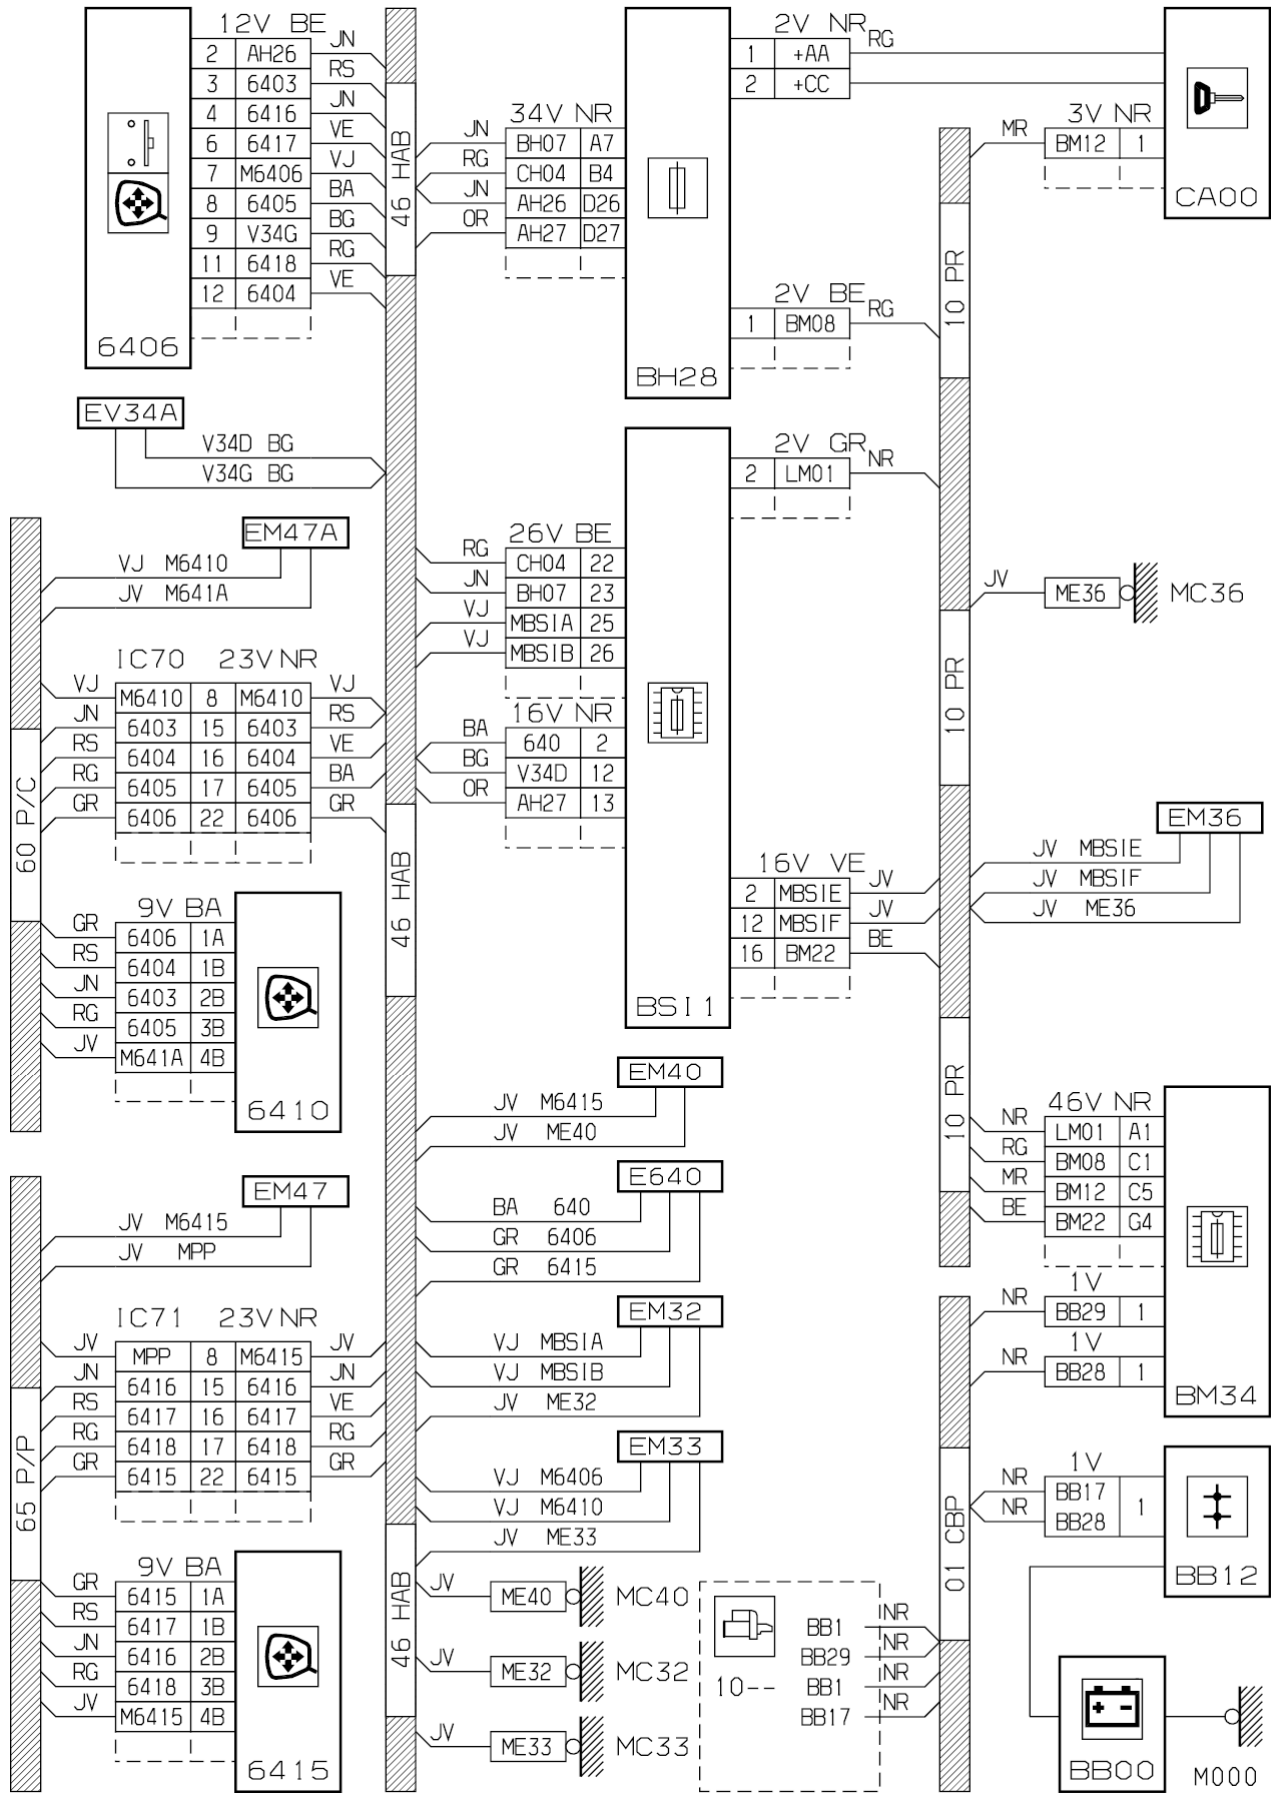 12V BE
2 AH26 JN
3 6403 RS
4 6416 JN
6 6417 VE
7 M6406 VJ
8 6405 BA
9 V34G BG
11 6418 RG
12 6404 VE
6406
46 HAB
34V NR
JN BH07 A7
RG CH04 B4
JN AH26 D26
OR AH27 D27
2V NR
1 +AA RG
2 +CC
2V BE
1 BM08 RG
BH28
3V NR
MR BM12 1
CA00
10 PR
EV34A
V34D BG
V34G BG
EM47A
VJ M6410
JV M641A
IC70 23V NR
VJ M6410 8 M6410 VJ
JN 6403 15 6403 RS
RS 6404 16 6404 VE
RG 6405 17 6405 BA
GR 6406 22 6406 GR
60 P/C
9V BA
GR 6406 1A
RS 6404 1B
JN 6403 2B
RG 6405 3B
JV M641A 4B
6410
26V BE
RG CH04 22
JN BH07 23
VJ MBSIA 25
VJ MBSIB 26
16V NR
BA 640 2
BG V34D 12
OR AH27 13
46 HAB
2V GR
2 LM01 NR
16V VE
2 MBSIE JV
12 MBSIF JV
16 BM22 BE
BSI1
JV ME36 MC36
10 PR
EM36
JV MBSIE
JV MBSIF
JV ME36
10 PR
EM40
JV M6415
JV ME40
E640
BA 640
GR 6406
GR 6415
EM32
VJ MBSIA
VJ MBSIB
JV ME32
EM33
VJ M6406
VJ M6410
JV ME33
46 HAB
JV ME40 MC40
JV ME32 MC32
JV ME33 MC33
EM47
JV M6415
JV MPP
IC71 23V NR
JV MPP 8 M6415 JV
JN 6416 15 6416 JN
RS 6417 16 6417 VE
RG 6418 17 6418 RG
GR 6415 22 6415 GR
65 P/P
9V BA
GR 6415 1A
RS 6417 1B
JN 6416 2B
RG 6418 3B
JV M6415 4B
6415
46V NR
NR LM01 A1
RG BM08 C1
MR BM12 C5
BE BM22 G4
1V
NR BB29 1
1V
NR BB28 1
BM34
01 CBP
1V
NR BB17 1
NR BB28
BB12
10--
BB1 NR
BB29 NR
BB1 NR
BB17 NR
+ -
BB00
M000